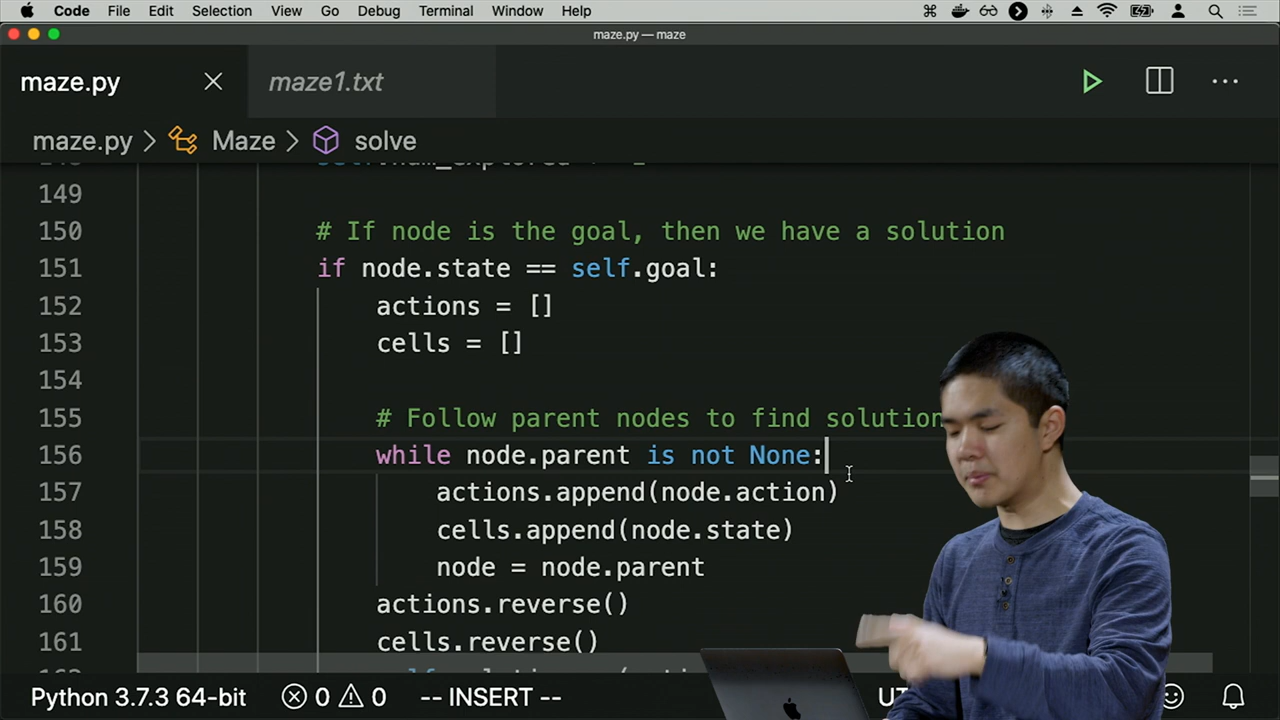 Code File Edit Selection View Go Debug Terminal Window Help
maze.py — maze
maze.py maze1.txt
maze.py > Maze > solve
149
150 # If node is the goal, then we have a solution
151 if node.state == self.goal:
152 actions = []
153 cells = []
154
155 # Follow parent nodes to find solution
156 while node.parent is not None:
157 actions.append(node.action)
158 cells.append(node.state)
159 node = node.parent
160 actions.reverse()
161 cells.reverse()
Python 3.7.3 64-bit 0 0 -- INSERT --